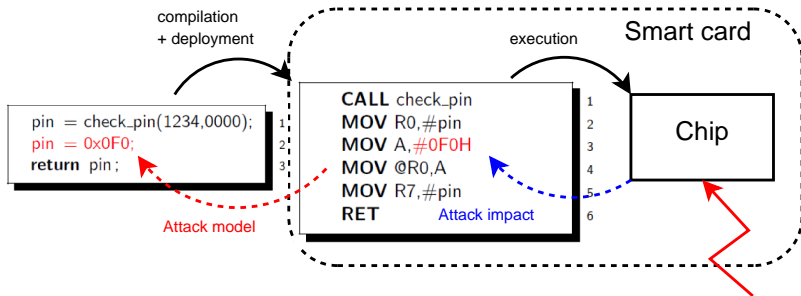 compilation
+ deployment
execution
Smart card
pin = check_pin(1234,0000);
1
pin = 0x0F0;
2
return pin;
3
CALL check_pin
1
MOV R0,#pin
2
MOV A,#0F0H
3
MOV @R0,A
4
MOV R7,#pin
5
RET
6
Chip
Attack model
Attack impact